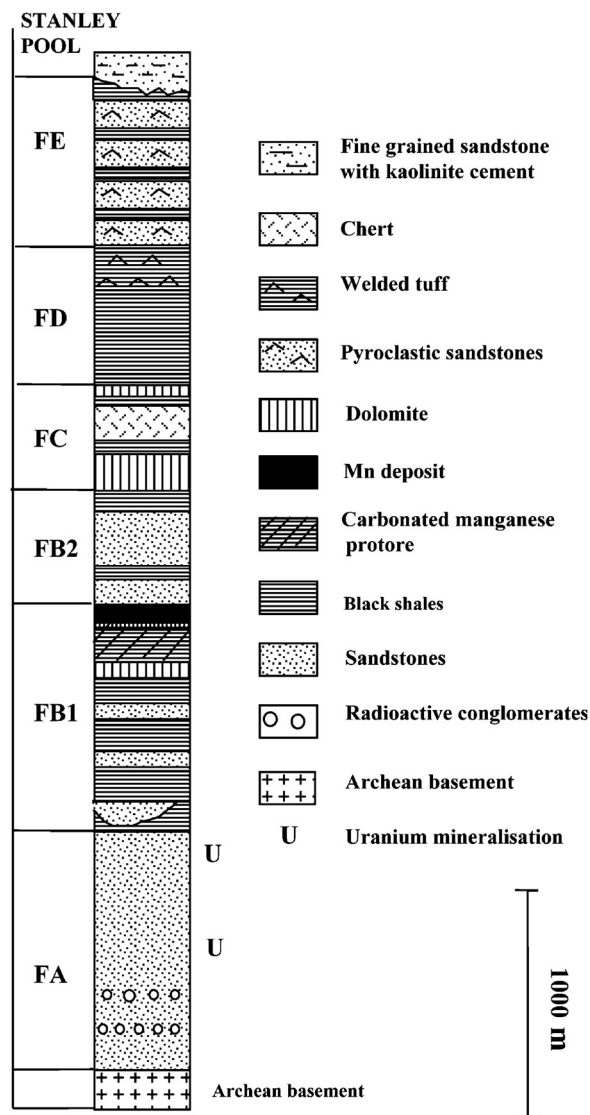 STANLEY
POOL
FE
FD
FC
FB2
FB1
FA
Fine grained sandstone
with kaolinite cement
Chert
Welded tuff
Pyroclastic sandstones
Dolomite
Mn deposit
Carbonated manganese
protore
Black shales
Sandstones
Radioactive conglomerates
Archean basement
U Uranium mineralisation
U
U
1000 m
Archean basement